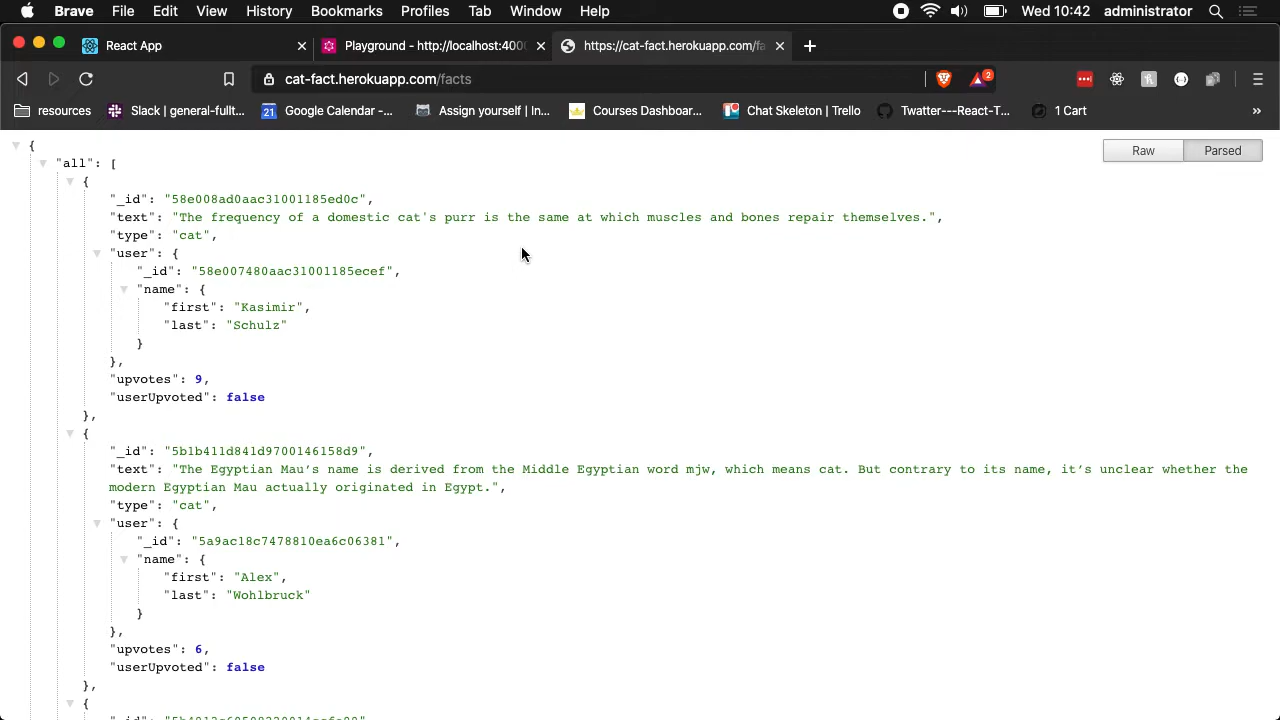 Brave File Edit View History Bookmarks Profiles Tab Window Help Wed 10:42 administrator
React App Playground - http://localhost:400 https://cat-fact.herokuapp.com/fa
cat-fact.herokuapp.com/facts 2
resources Slack | general-fullt... 21 Google Calendar -... Assign yourself | In... Courses Dashboar... Chat Skeleton | Trello Twatter---React-T... 1 Cart »
Raw Parsed
{
"all": [
{
"_id": "58e008ad0aac31001185ed0c",
"text": "The frequency of a domestic cat's purr is the same at which muscles and bones repair themselves.",
"type": "cat",
"user": {
"_id": "58e007480aac31001185ecef",
"name": {
"first": "Kasimir",
"last": "Schulz"
}
},
"upvotes": 9,
"userUpvoted": false
},
{
"_id": "5b1b411d841d9700146158d9",
"text": "The Egyptian Mau’s name is derived from the Middle Egyptian word mjw, which means cat. But contrary to its name, it’s unclear whether the
modern Egyptian Mau actually originated in Egypt.",
"type": "cat",
"user": {
"_id": "5a9ac18c7478810ea6c06381",
"name": {
"first": "Alex",
"last": "Wohlbruck"
}
},
"upvotes": 6,
"userUpvoted": false
},
{